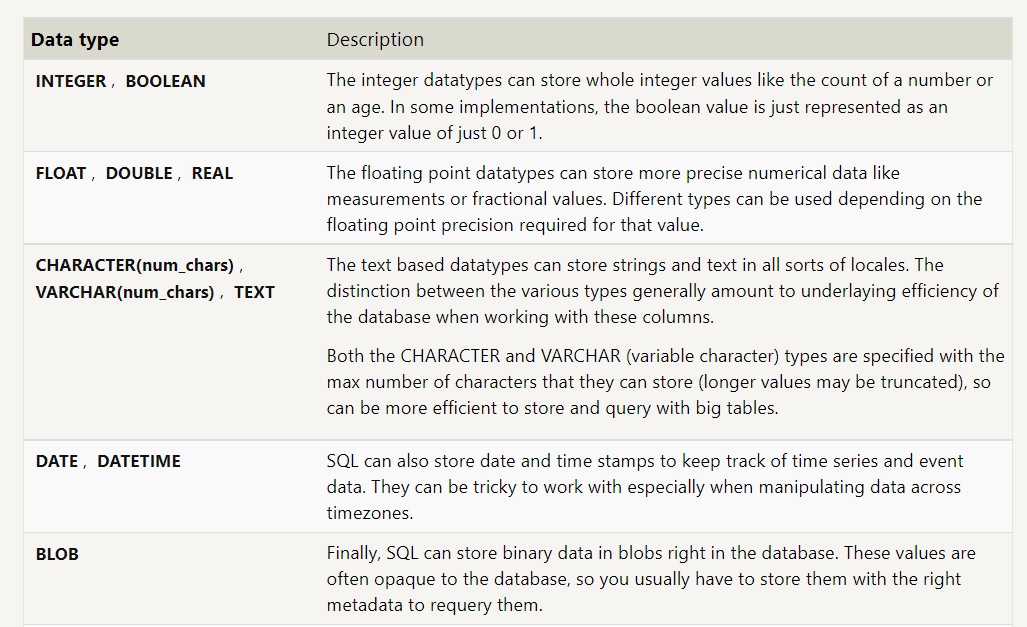 Data type Description
INTEGER , BOOLEAN The integer datatypes can store whole integer values like the count of a number or
an age. In some implementations, the boolean value is just represented as an
integer value of just 0 or 1.
FLOAT , DOUBLE , REAL The floating point datatypes can store more precise numerical data like
measurements or fractional values. Different types can be used depending on the
floating point precision required for that value.
CHARACTER(num_chars) , The text based datatypes can store strings and text in all sorts of locales. The
VARCHAR(num_chars) , TEXT distinction between the various types generally amount to underlaying efficiency of
the database when working with these columns.
Both the CHARACTER and VARCHAR (variable character) types are specified with the
max number of characters that they can store (longer values may be truncated), so
can be more efficient to store and query with big tables.
DATE , DATETIME SQL can also store date and time stamps to keep track of time series and event
data. They can be tricky to work with especially when manipulating data across
timezones.
BLOB Finally, SQL can store binary data in blobs right in the database. These values are
often opaque to the database, so you usually have to store them with the right
metadata to requery them.